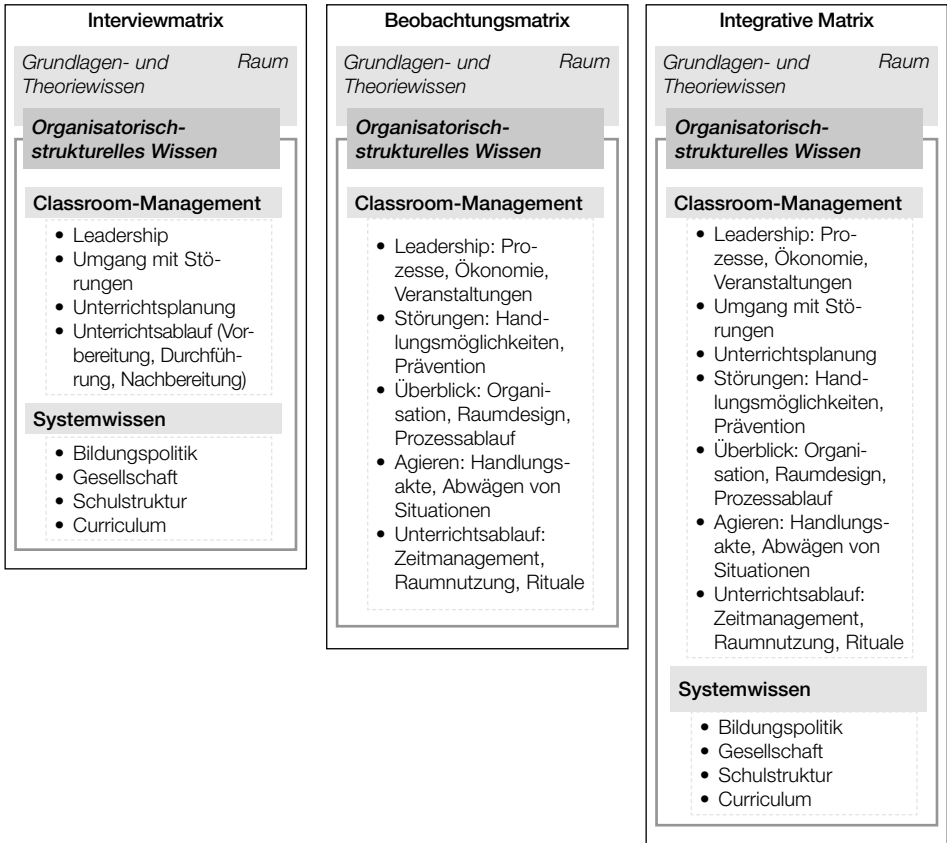 Interviewmatrix
Grundlagen- und Raum
Theoriewissen
Organisatorisch-
strukturelles Wissen
Classroom-Management
• Leadership
• Umgang mit Stö-
rungen
• Unterrichtsplanung
• Unterrichtsablauf (Vor-
bereitung, Durchfüh-
rung, Nachbereitung)
Systemwissen
• Bildungspolitik
• Gesellschaft
• Schulstruktur
• Curriculum
Beobachtungsmatrix
Grundlagen- und Raum
Theoriewissen
Organisatorisch-
strukturelles Wissen
Classroom-Management
• Leadership: Pro-
zesse, Ökonomie,
Veranstaltungen
• Störungen: Hand-
lungsmöglichkeiten,
Prävention
• Überblick: Organi-
sation, Raumdesign,
Prozessablauf
• Agieren: Handlungs-
akte, Abwägen von
Situationen
• Unterrichtsablauf:
Zeitmanagement,
Raumnutzung, Rituale
Integrative Matrix
Grundlagen- und Raum
Theoriewissen
Organisatorisch-
strukturelles Wissen
Classroom-Management
• Leadership: Pro-
zesse, Ökonomie,
Veranstaltungen
• Umgang mit Stö-
rungen
• Unterrichtsplanung
• Störungen: Hand-
lungsmöglichkeiten,
Prävention
• Überblick: Organi-
sation, Raumdesign,
Prozessablauf
• Agieren: Handlungs-
akte, Abwägen von
Situationen
• Unterrichtsablauf:
Zeitmanagement,
Raumnutzung, Rituale
Systemwissen
• Bildungspolitik
• Gesellschaft
• Schulstruktur
• Curriculum